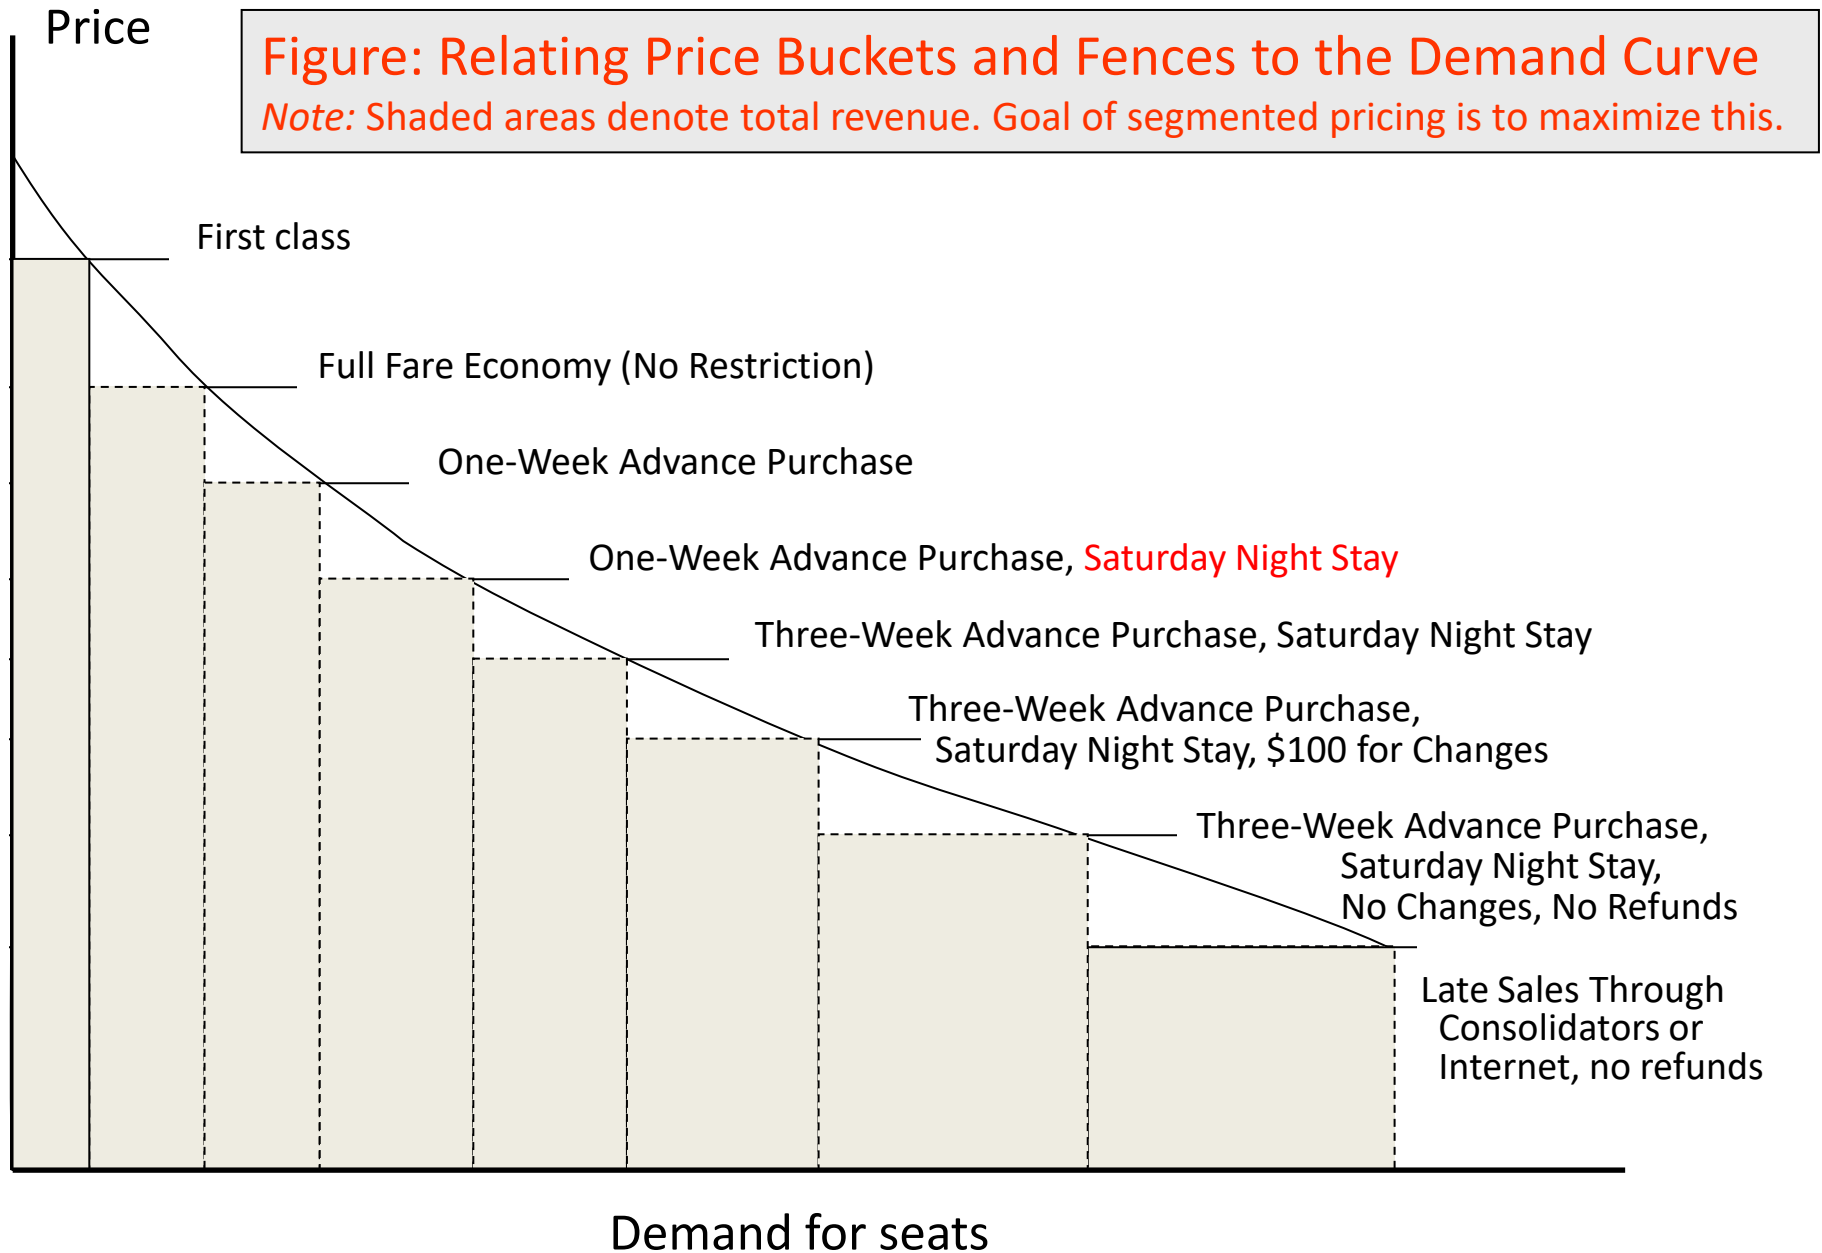 Price
Figure: Relating Price Buckets and Fences to the Demand Curve
Note: Shaded areas denote total revenue. Goal of segmented pricing is to maximize this.
First class
Full Fare Economy (No Restriction)
One-Week Advance Purchase
One-Week Advance Purchase, Saturday Night Stay
Three-Week Advance Purchase, Saturday Night Stay
Three-Week Advance Purchase,
Saturday Night Stay, $100 for Changes
Three-Week Advance Purchase,
Saturday Night Stay,
No Changes, No Refunds
Late Sales Through
Consolidators or
Internet, no refunds
Demand for seats